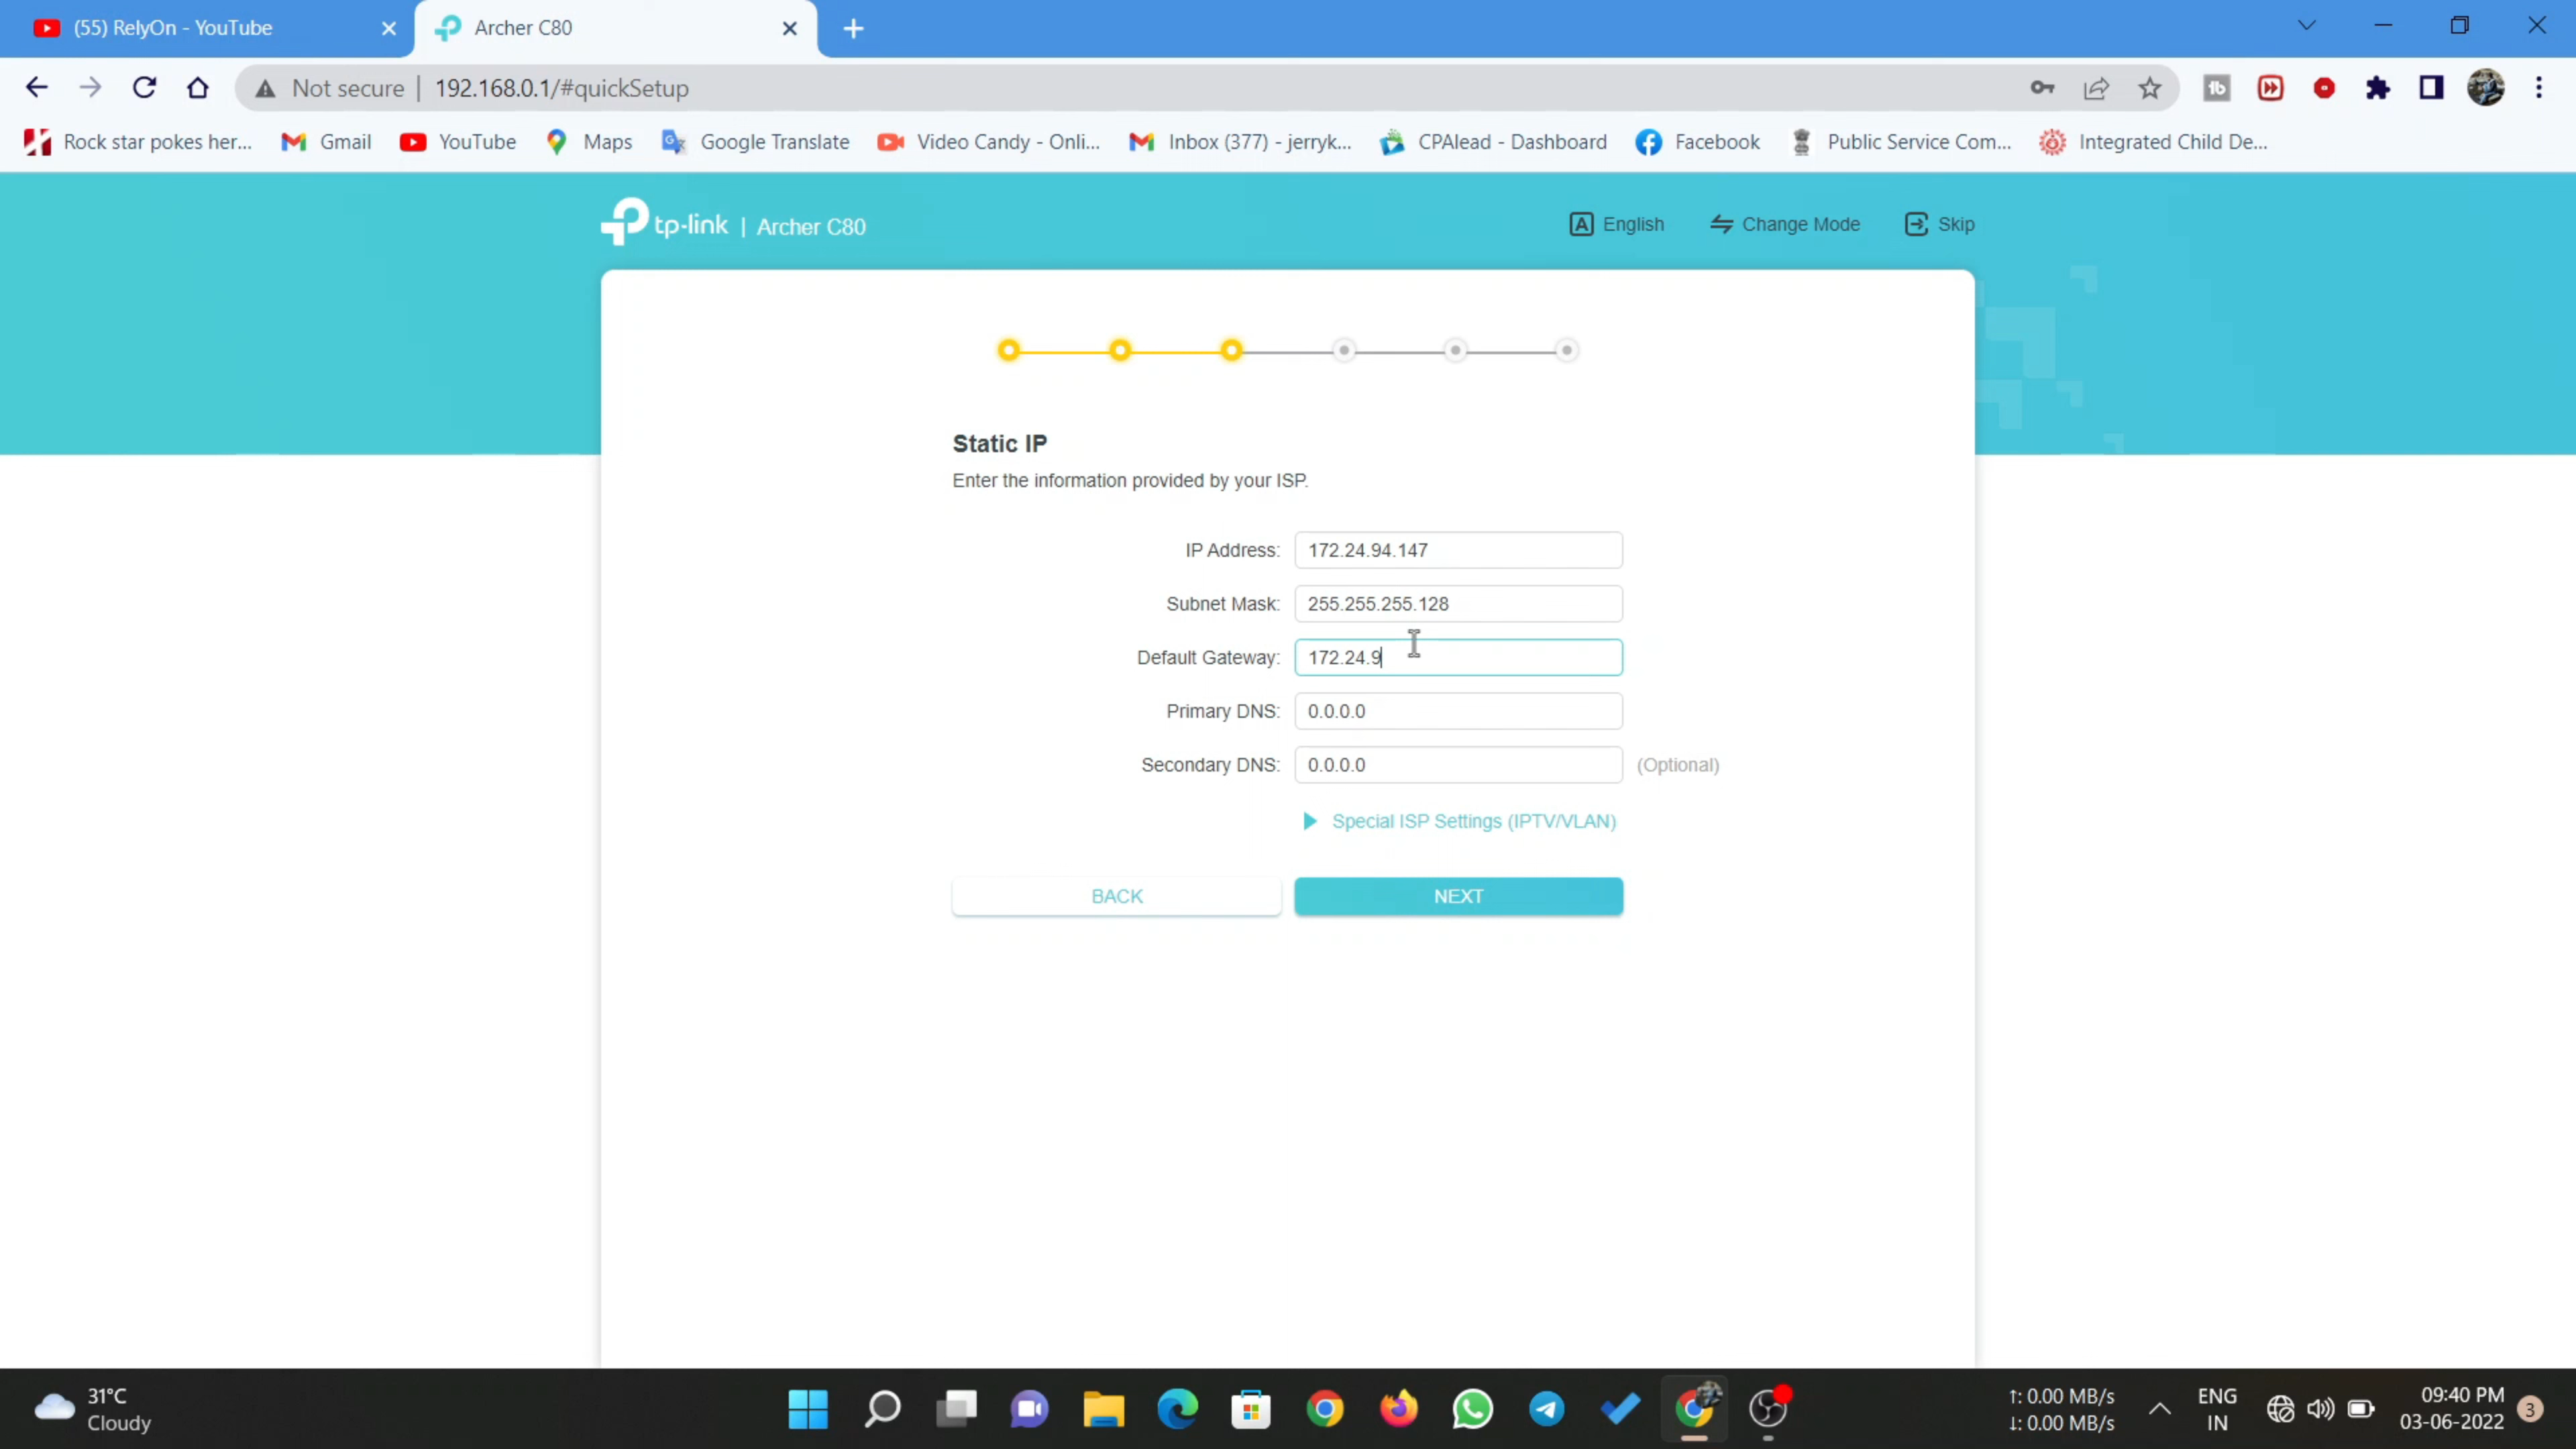 (55) RelyOn - YouTube
Archer C80
Not secure | 192.168.0.1/#quickSetup
Rock star pokes her... Gmail YouTube Maps Google Translate Video Candy - Onli... Inbox (377) - jerryk... CPAlead - Dashboard Facebook Public Service Com... Integrated Child De...
tp-link | Archer C80
English Change Mode Skip
Static IP
Enter the information provided by your ISP.
IP Address: 172.24.94.147
Subnet Mask: 255.255.255.128
Default Gateway: 172.24.9
Primary DNS: 0.0.0.0
Secondary DNS: 0.0.0.0 (Optional)
Special ISP Settings (IPTV/VLAN)
BACK NEXT
31°C
Cloudy
↑: 0.00 MB/s
↓: 0.00 MB/s
ENG
IN
09:40 PM
03-06-2022
3